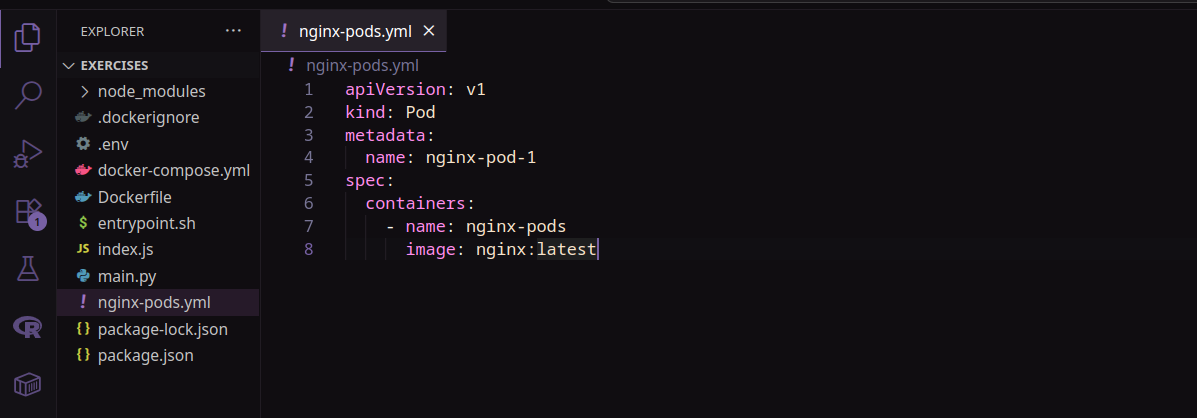 EXPLORER ···
EXERCISES
node_modules
.dockerignore
.env
docker-compose.yml
Dockerfile
$ entrypoint.sh
JS index.js
main.py
! nginx-pods.yml
{} package-lock.json
{} package.json
1
R
! nginx-pods.yml ×
! nginx-pods.yml
1 apiVersion: v1
2 kind: Pod
3 metadata:
4   name: nginx-pod-1
5 spec:
6   containers:
7     - name: nginx-pods
8       image: nginx:latest